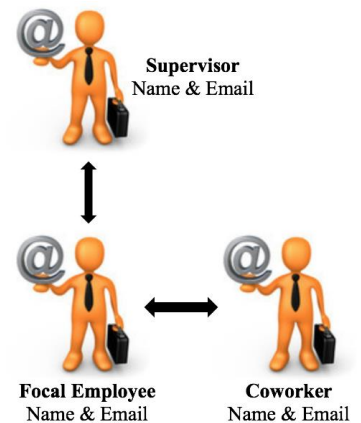 @
Supervisor
Name & Email
@
@
Focal Employee
Name & Email
Coworker
Name & Email